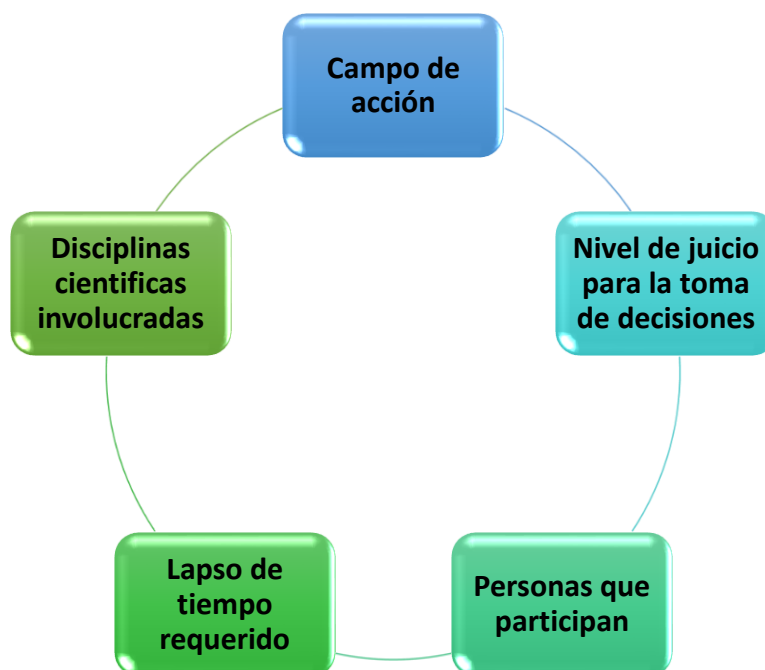 Campo de
acción
Nivel de juicio
para la toma
de decisiones
Personas que
participan
Lapso de
tiempo
requerido
Disciplinas
cientificas
involucradas